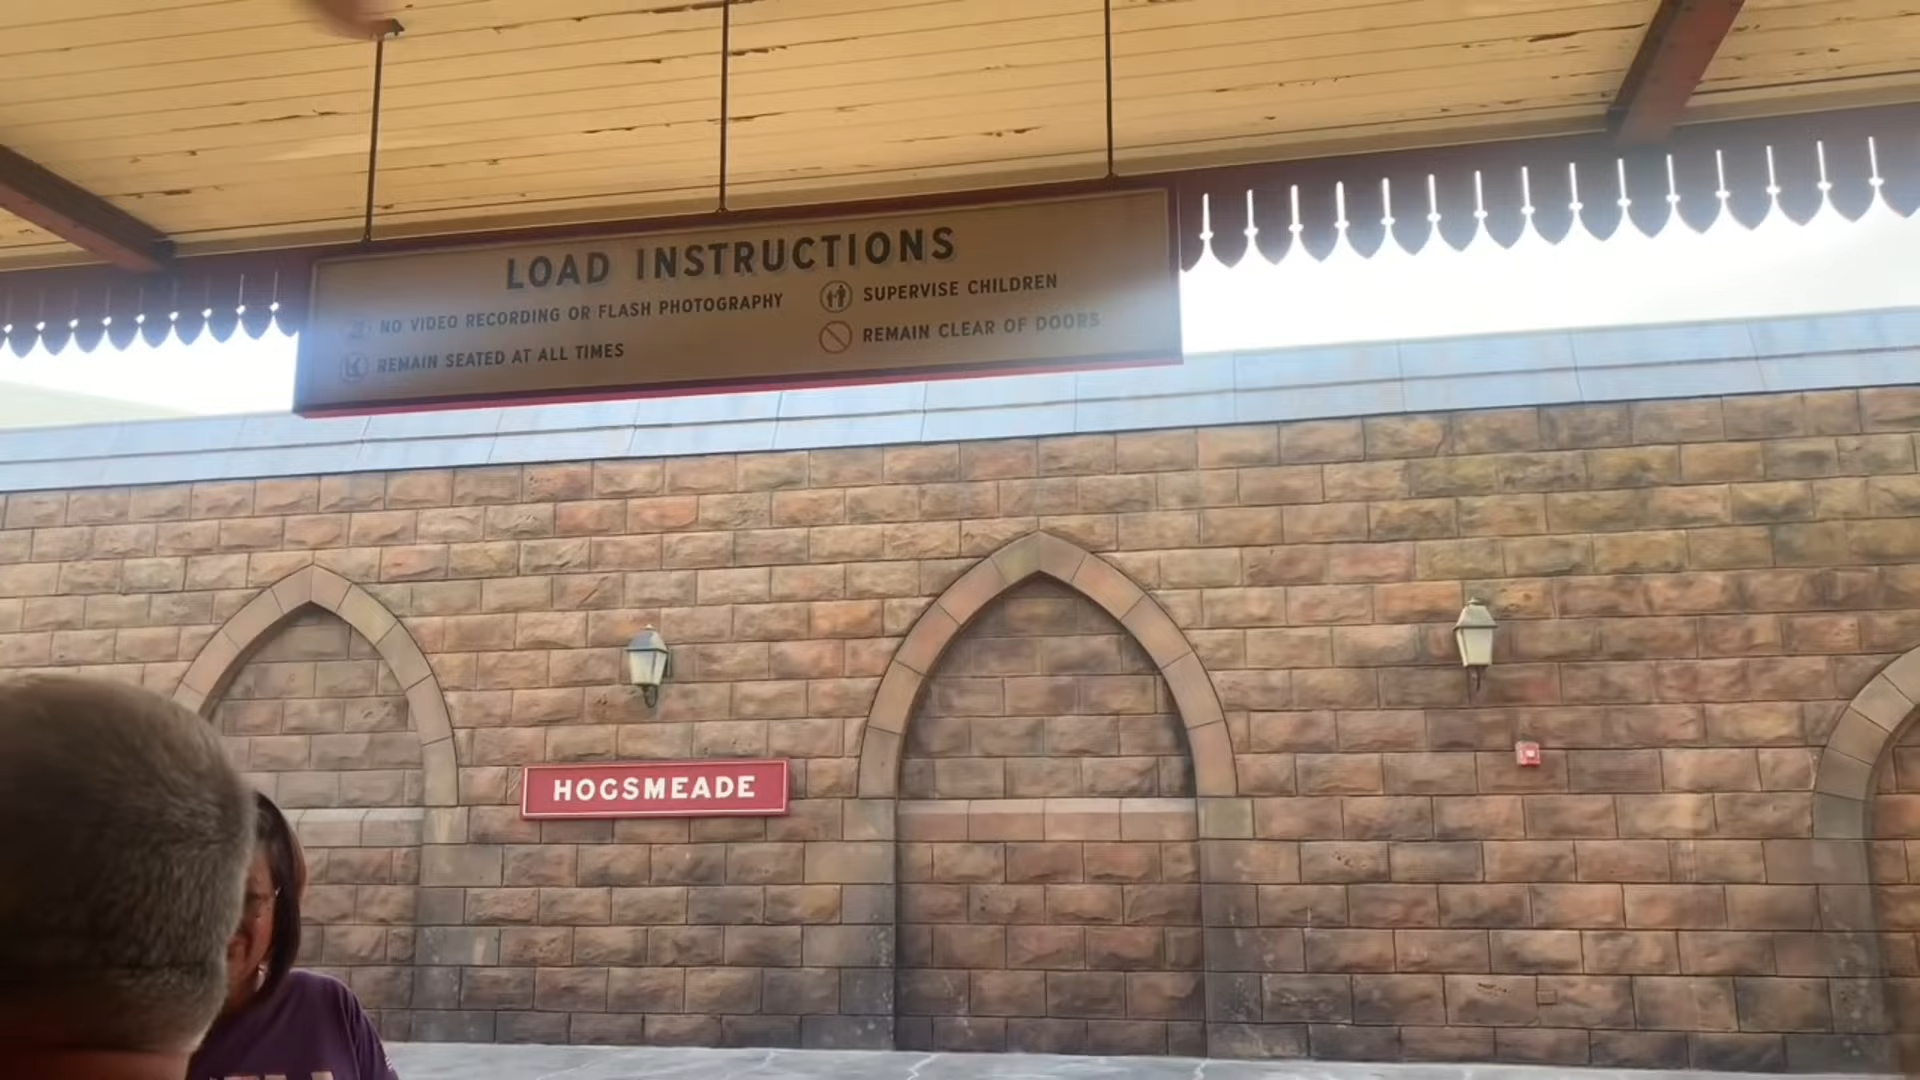 LOAD INSTRUCTIONS
NO VIDEO RECORDING OR FLASH PHOTOGRAPHY
REMAIN SEATED AT ALL TIMES
SUPERVISE CHILDREN
REMAIN CLEAR OF DOORS
HOGSMEADE